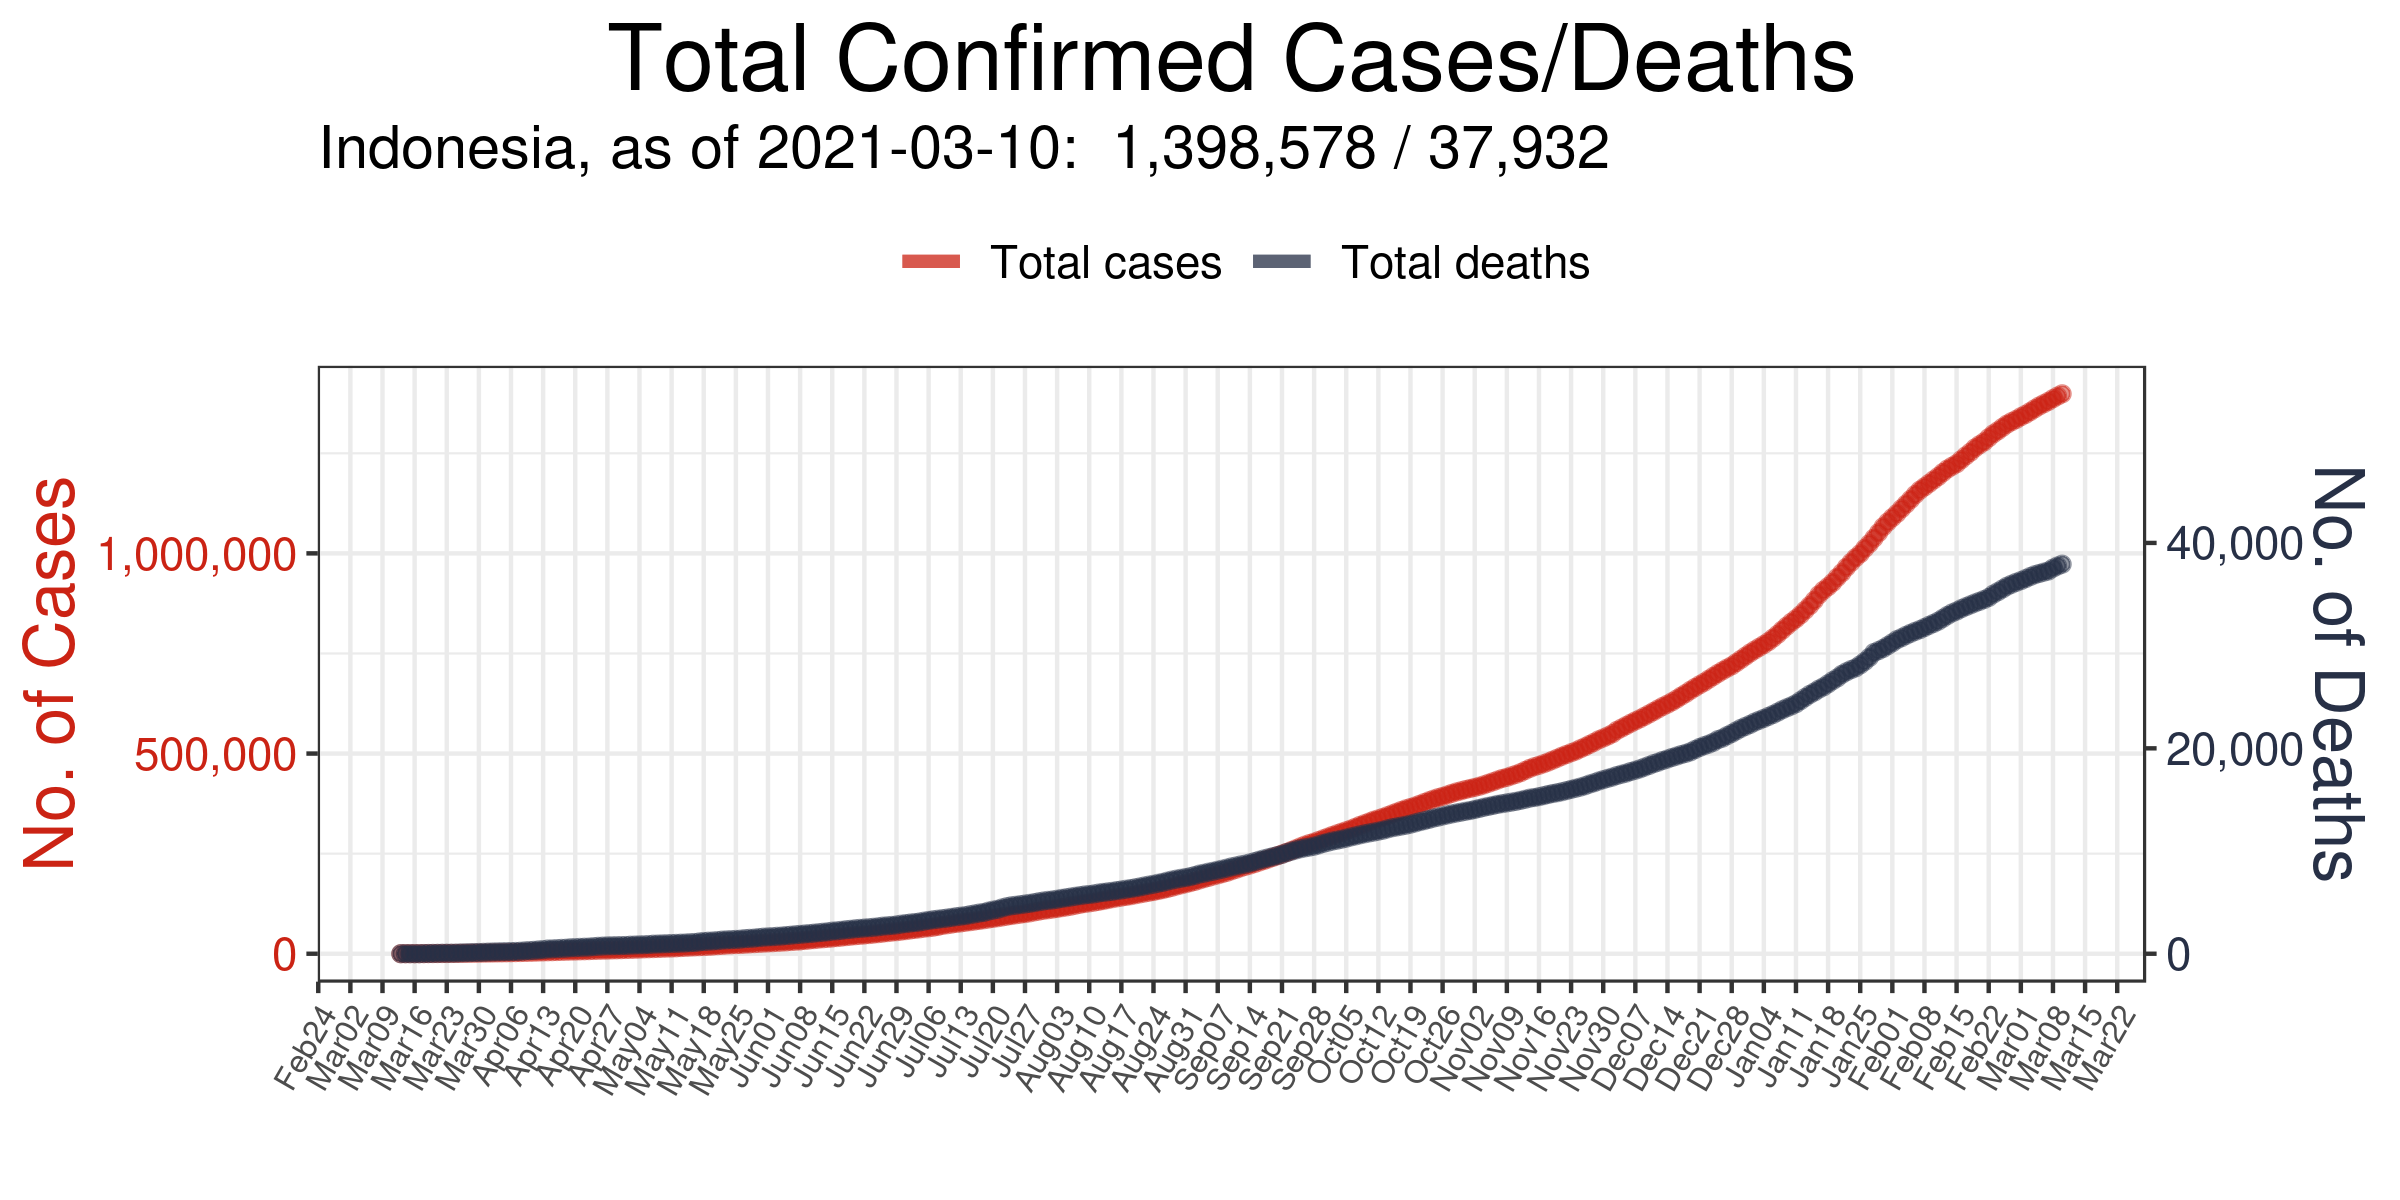 Total Confirmed Cases/Deaths
Indonesia, as of 2021-03-10:  1,398,578 / 37,932
Total cases
Total deaths
No. of Cases
1,000,000
500,000
0
40,000
20,000
0
No. of Deaths
Feb24
Mar02
Mar09
Mar16
Mar23
Mar30
Apr06
Apr13
Apr20
Apr27
May04
May11
May18
May25
Jun01
Jun08
Jun15
Jun22
Jun29
Jul06
Jul13
Jul20
Jul27
Aug03
Aug10
Aug17
Aug24
Aug31
Sep07
Sep14
Sep21
Sep28
Oct05
Oct12
Oct19
Oct26
Nov02
Nov09
Nov16
Nov23
Nov30
Dec07
Dec14
Dec21
Dec28
Jan04
Jan11
Jan18
Jan25
Feb01
Feb08
Feb15
Feb22
Mar01
Mar08
Mar15
Mar22